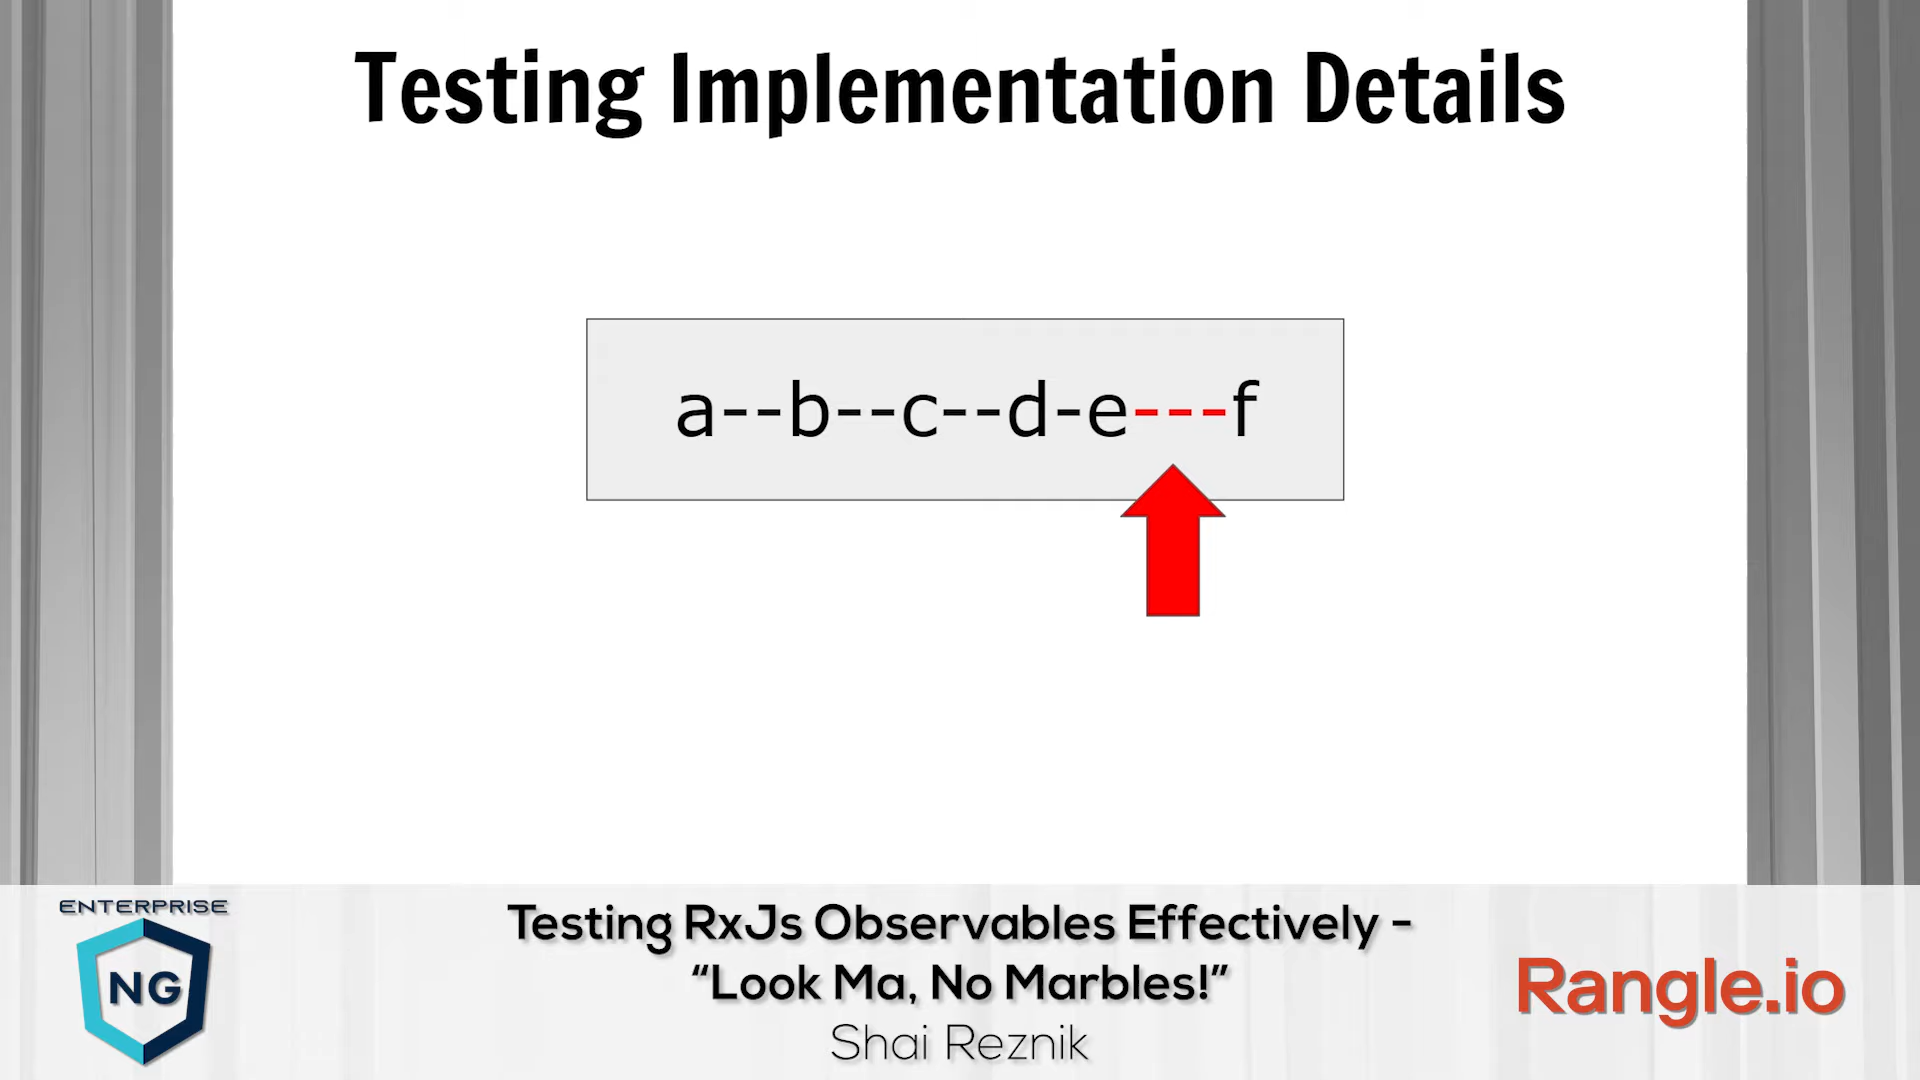 Testing Implementation Details
a--b--c--d-e---f
ENTERPRISE
NG
Testing RxJs Observables Effectively -
“Look Ma, No Marbles!”
Shai Reznik
Rangle.io